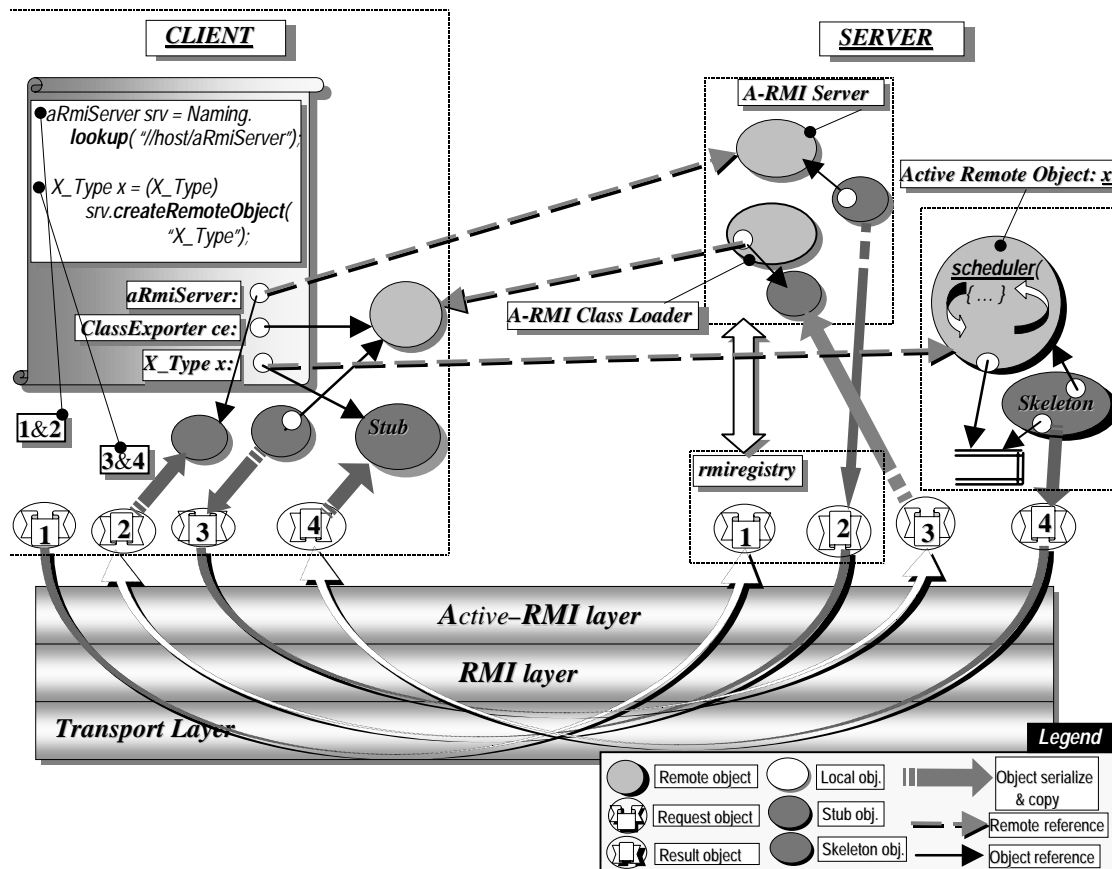 CLIENT
SERVER
aRmiServer srv = Naming.
lookup( “//host/aRmiServer”);
X_Type x = (X_Type)
srv.createRemoteObject(
“X_Type”);
aRmiServer:
ClassExporter ce:
X_Type x:
1&2
3&4
Stub
A-RMI Server
A-RMI Class Loader
Active Remote Object: x
scheduler(
{ ... }
Skeleton
rmiregistry
1
2
3
4
1
2
3
4
Active–RMI layer
RMI layer
Transport Layer
Legend
Remote object
Local obj.
Object serialize
& copy
Request object
Stub obj.
Remote reference
Result object
Skeleton obj.
Object reference